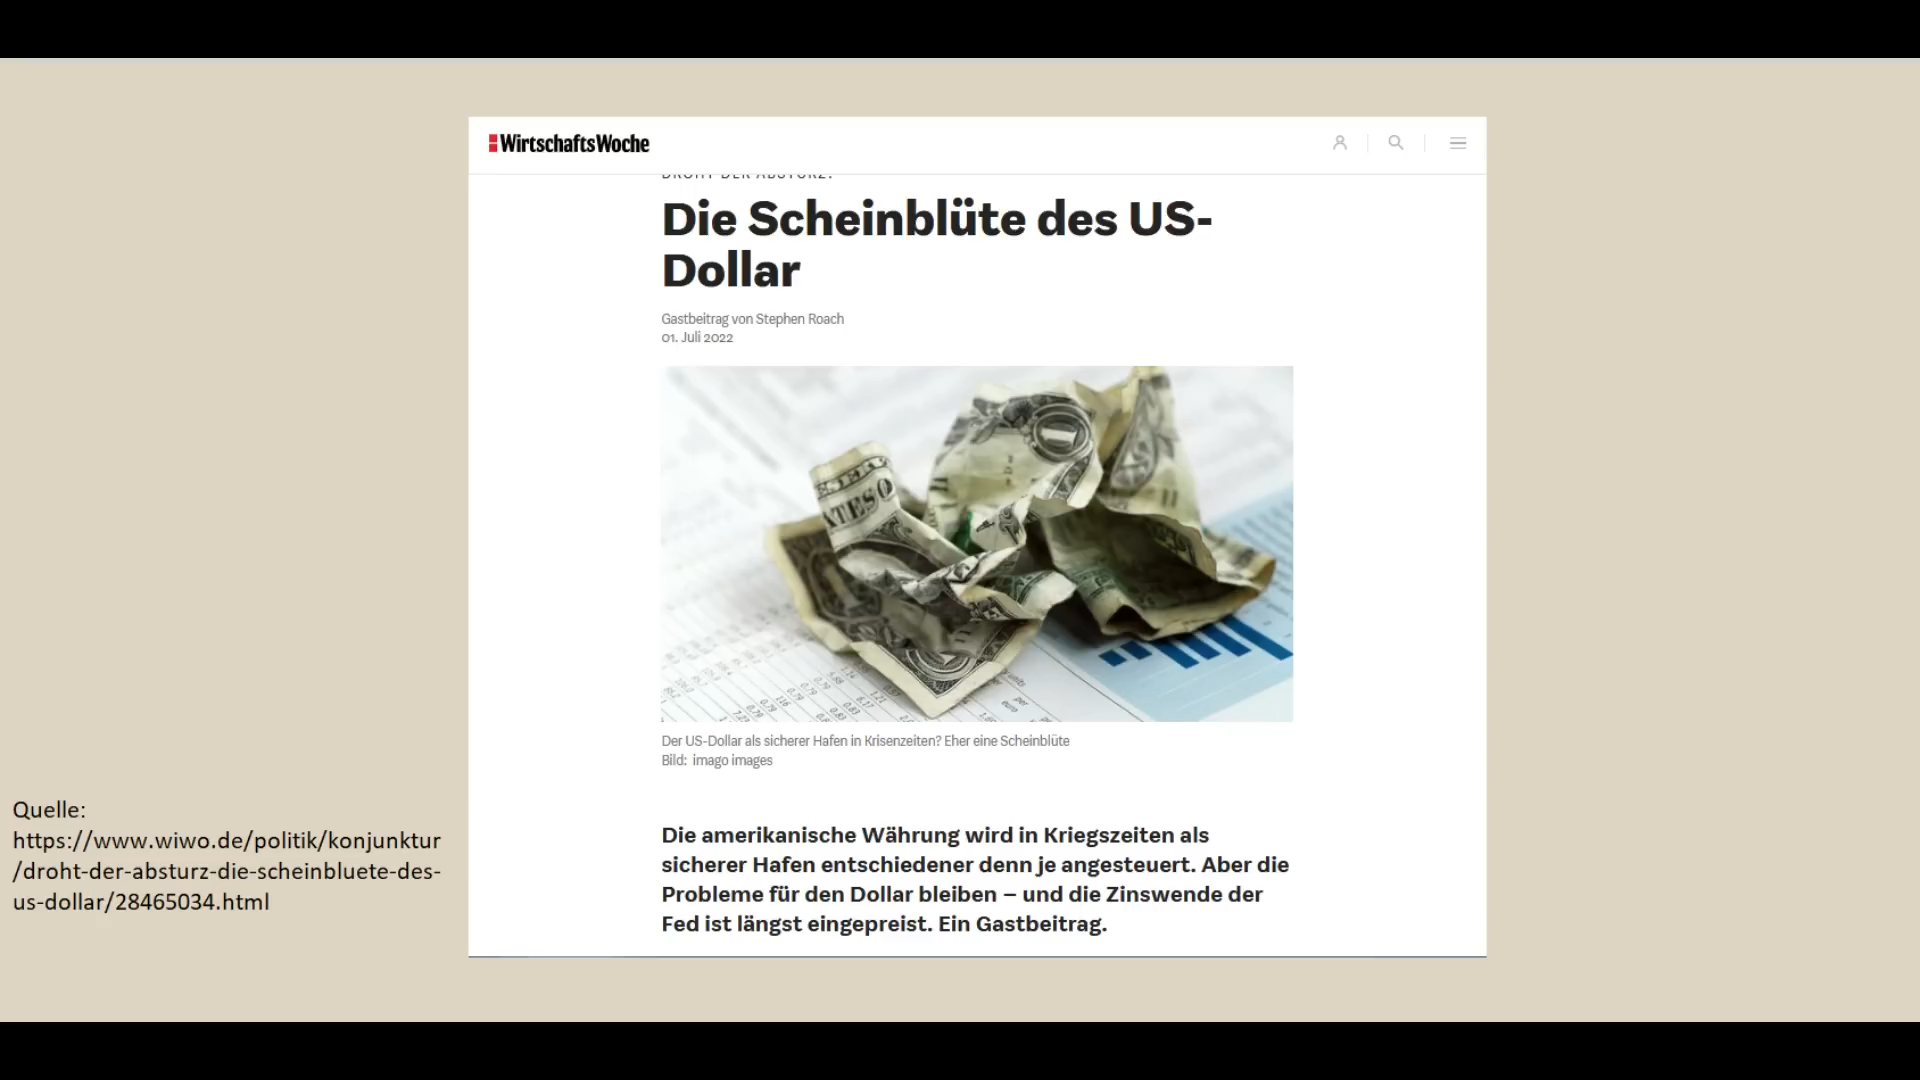 WirtschaftsWoche
DROHT DER ABSTURZ?
Die Scheinblüte des US-
Dollar
Gastbeitrag von Stephen Roach
01. Juli 2022
Der US-Dollar als sicherer Hafen in Krisenzeiten? Eher eine Scheinblüte
Bild: imago images
Quelle:
https://www.wiwo.de/politik/konjunktur
/droht-der-absturz-die-scheinbluete-des-
us-dollar/28465034.html
Die amerikanische Währung wird in Kriegszeiten als
sicherer Hafen entschiedener denn je angesteuert. Aber die
Probleme für den Dollar bleiben – und die Zinswende der
Fed ist längst eingepreist. Ein Gastbeitrag.